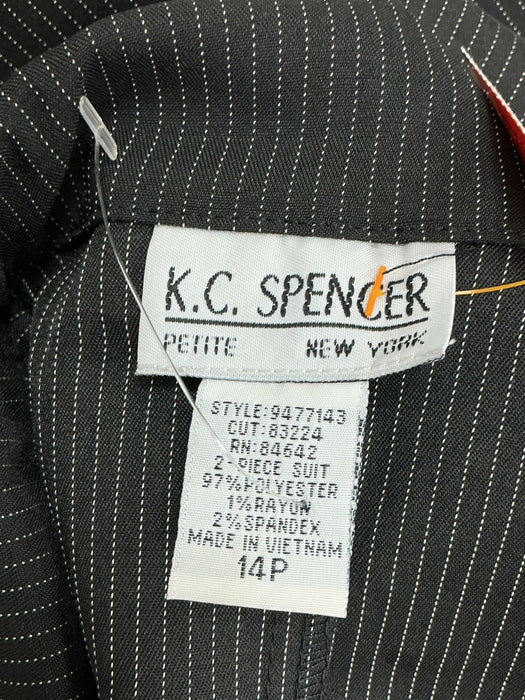 K.C. SPENCER
PETITE NEW YORK
STYLE:9477143
CUT:83224
RN:84642
2-PIECE SUIT
97%POLYESTER
1%RAYON
2%SPANDEX
MADE IN VIETNAM
14P